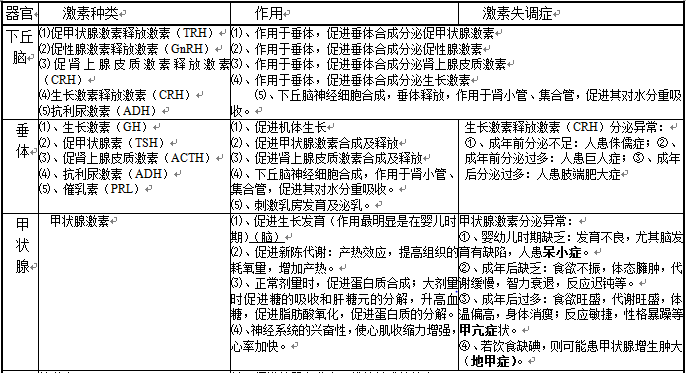 器官 激素种类 作用 激素失调症
下丘脑
⑴促甲状腺激素释放激素（TRH）
⑵促性腺激素释放激素（GnRH）
⑶促肾上腺皮质激素释放激素（CRH）
⑷生长激素释放激素（CRH）
⑸抗利尿激素（ADH）
⑴、作用于垂体，促进垂体合成分泌促甲状腺激素
⑵、作用于垂体，促进垂体合成分泌促性腺激素
⑶、作用于垂体，促进垂体合成分泌肾上腺皮质激素
⑷、作用于垂体，促进垂体合成分泌生长激素
⑸、下丘脑神经细胞合成，垂体释放，作用于肾小管、集合管，促进其对水分重吸收。
垂体
⑴、生长激素（GH）
⑵、促甲状腺素（TSH）
⑶、促肾上腺皮质激素（ACTH）
⑷、抗利尿激素（ADH）
⑸、催乳素（PRL）
⑴、促进机体生长
⑵、促进甲状腺激素合成及释放
⑶、促进肾上腺皮质激素合成及释放
⑷、下丘脑神经细胞合成，作用于肾小管、
集合管，促进其对水分重吸收。
⑸、刺激乳房发育及泌乳。
生长激素释放激素（CRH）分泌异常：
①、成年前分泌不足：人患侏儒症；②、
成年前分泌过多：人患巨人症；③、成年
后分泌过多：人患肢端肥大症
甲状腺
甲状腺激素
⑴、促进生长发育（作用最明显是在婴儿时
期）（脑）
⑵、促进新陈代谢：产热效应，提高组织的
耗氧量，增加产热。
⑶、正常剂量时，促进蛋白质合成；大剂量
时促进糖的吸收和肝糖元的分解，升高血
糖，促进脂肪酸氧化，促进蛋白质的分解。
⑷、神经系统的兴奋性，使心肌收缩力增强，
心率加快。
甲状腺激素分泌异常：
①、婴幼儿时期缺乏：发育不良，尤其脑发
育有缺陷，人患呆小症。
②、成年后缺乏：食欲不振，体态臃肿，代
谢缓慢，智力衰退，反应迟钝等。
③、成年后过多：食欲旺盛，代谢旺盛，体
温偏高，身体消瘦；反应敏捷，性格暴躁等
甲亢症状。
④、若饮食缺碘，则可能患甲状腺增生肿大
（地甲症）。